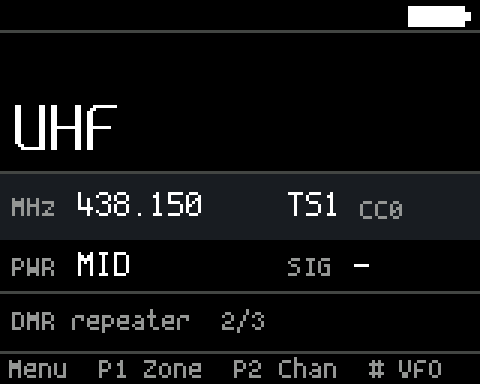 UHF
MHz 438.150 TS1 CC0
PWR MID SIG –
DMR repeater 2/3
Menu P1 Zone P2 Chan # VFO